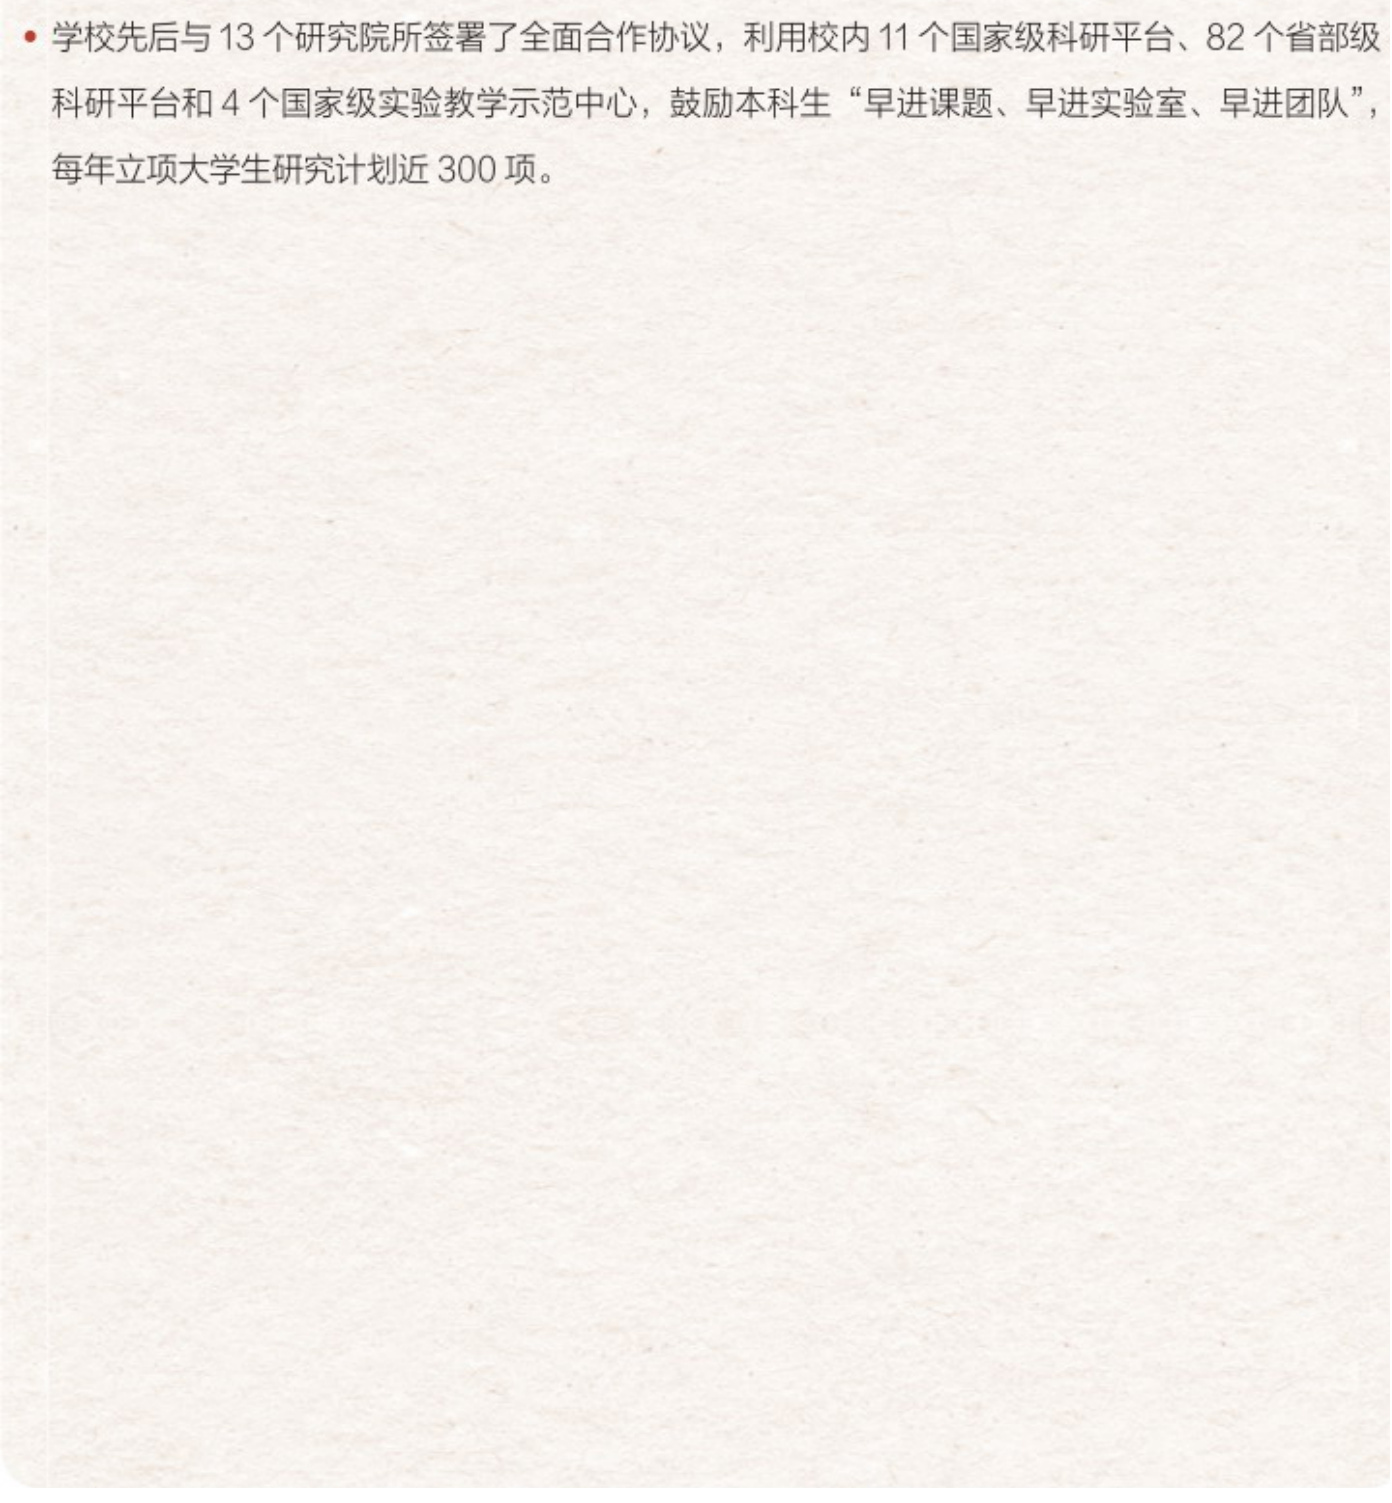 • 学校先后与 13 个研究院所签署了全面合作协议，利用校内 11 个国家级科研平台、82 个省部级
科研平台和 4 个国家级实验教学示范中心，鼓励本科生“早进课题、早进实验室、早进团队”，
每年立项大学生研究计划近 300 项。